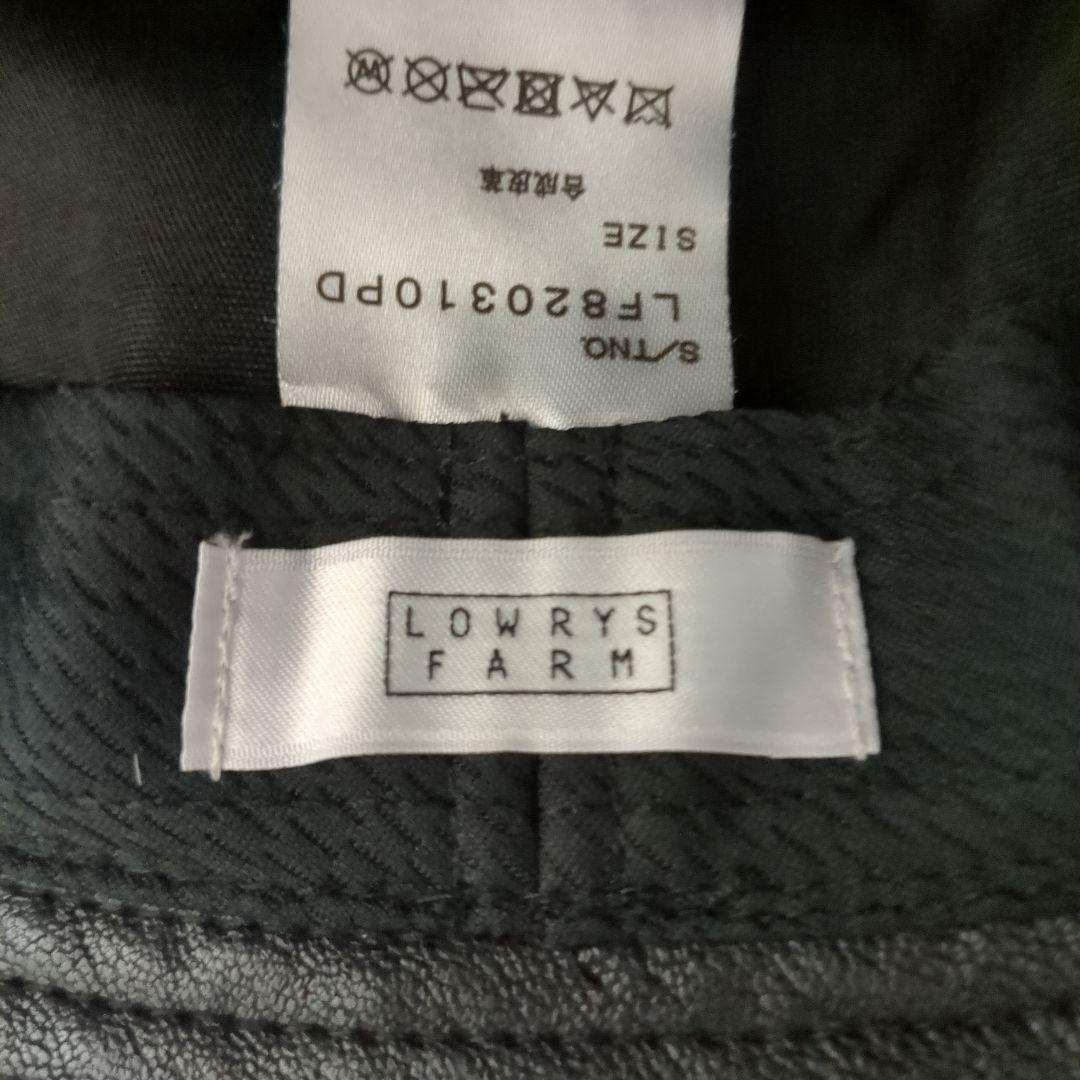 S/TNO.
LF820310PD
SIZE
合成皮革
LOWRYS
FARM